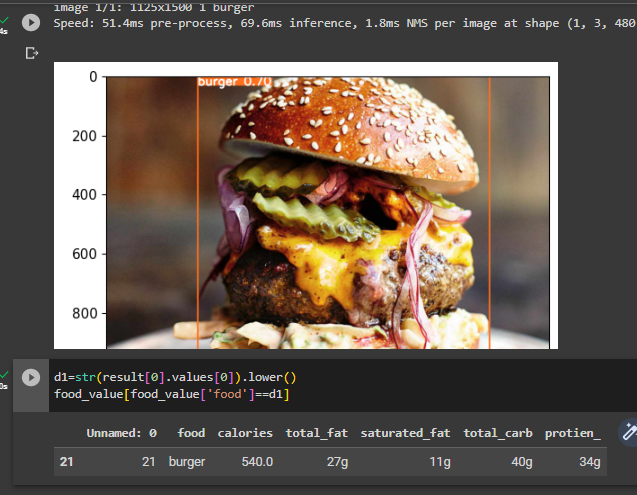 image 1/1: 1125x1500 1 burger
Speed: 51.4ms pre-process, 69.6ms inference, 1.8ms NMS per image at shape (1, 3, 480
4s
0
burger 0.70
200
400
600
800
0s
d1=str(result[0].values[0]).lower()
food_value[food_value['food']==d1]
Unnamed: 0 food calories total_fat saturated_fat total_carb protien_
21 21 burger 540.0 27g 11g 40g 34g